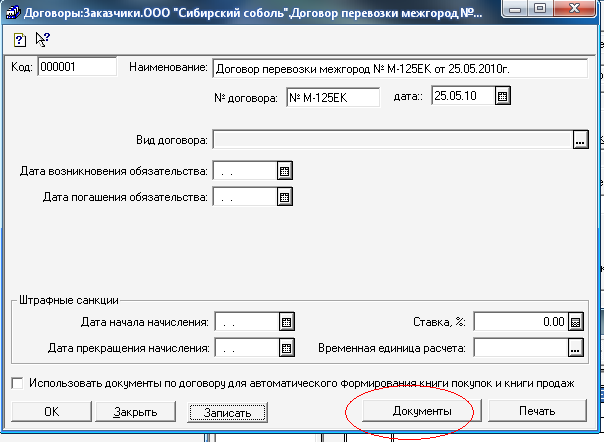 Договоры:Заказчики.ООО "Сибирский соболь".Договор перевозки межгород №...
Код: 000001 Наименование: Договор перевозки межгород № М-125ЕК от 25.05.2010г.
№ договора: № М-125ЕК дата:: 25.05.10
Вид договора: ...
Дата возникновения обязательства: . .
Дата погашения обязательства: . .
Штрафные санкции
Дата начала начисления: . . Ставка, %: 0.00
Дата прекращения начисления: . . Временная единица расчета: ...
Использовать документы по договору для автоматического формирования книги покупок и книги продаж
OK Закрыть Записать Документы Печать